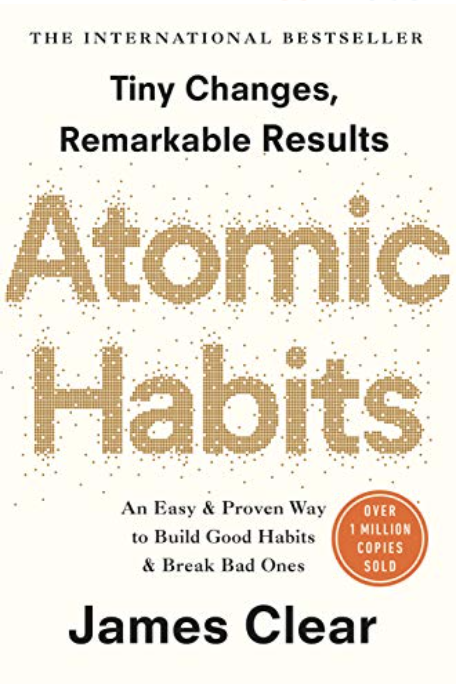 THE INTERNATIONAL BESTSELLER
Tiny Changes,
Remarkable Results
Atomic
Habits
An Easy & Proven Way
to Build Good Habits
& Break Bad Ones
OVER
1 MILLION
COPIES
SOLD
James Clear